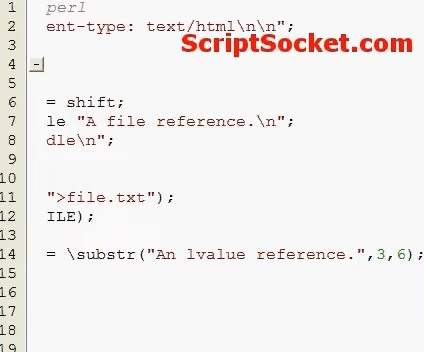 1 perl
2 ent-type: text/html\n\n";
ScriptSocket.com
3
4
5
6 = shift;
7 le "A file reference.\n";
8 dle\n";
9
10
11 ">file.txt");
12 ILE);
13
14 = \substr("An lvalue reference.",3,6);
15
16
17
18
19